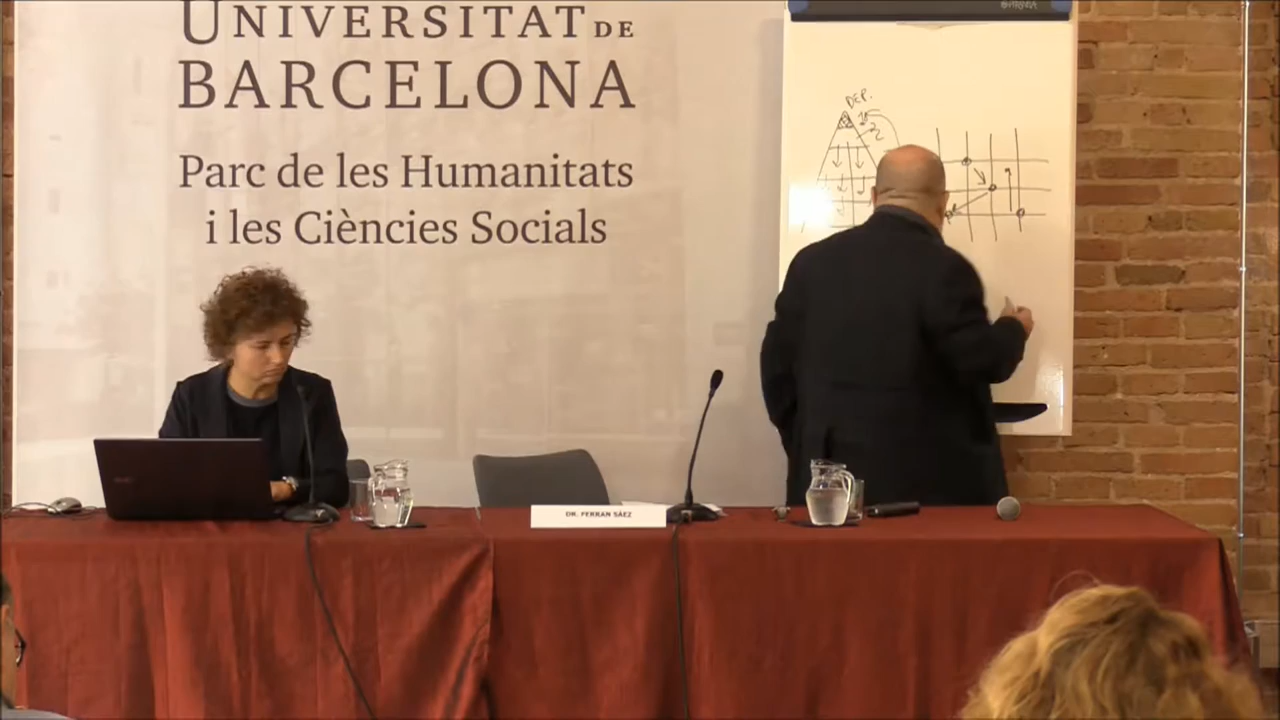 UNIVERSITAT DE
BARCELONA
Parc de les Humanitats
i les Ciències Socials
DEP.
DR. FERRAN SÁEZ